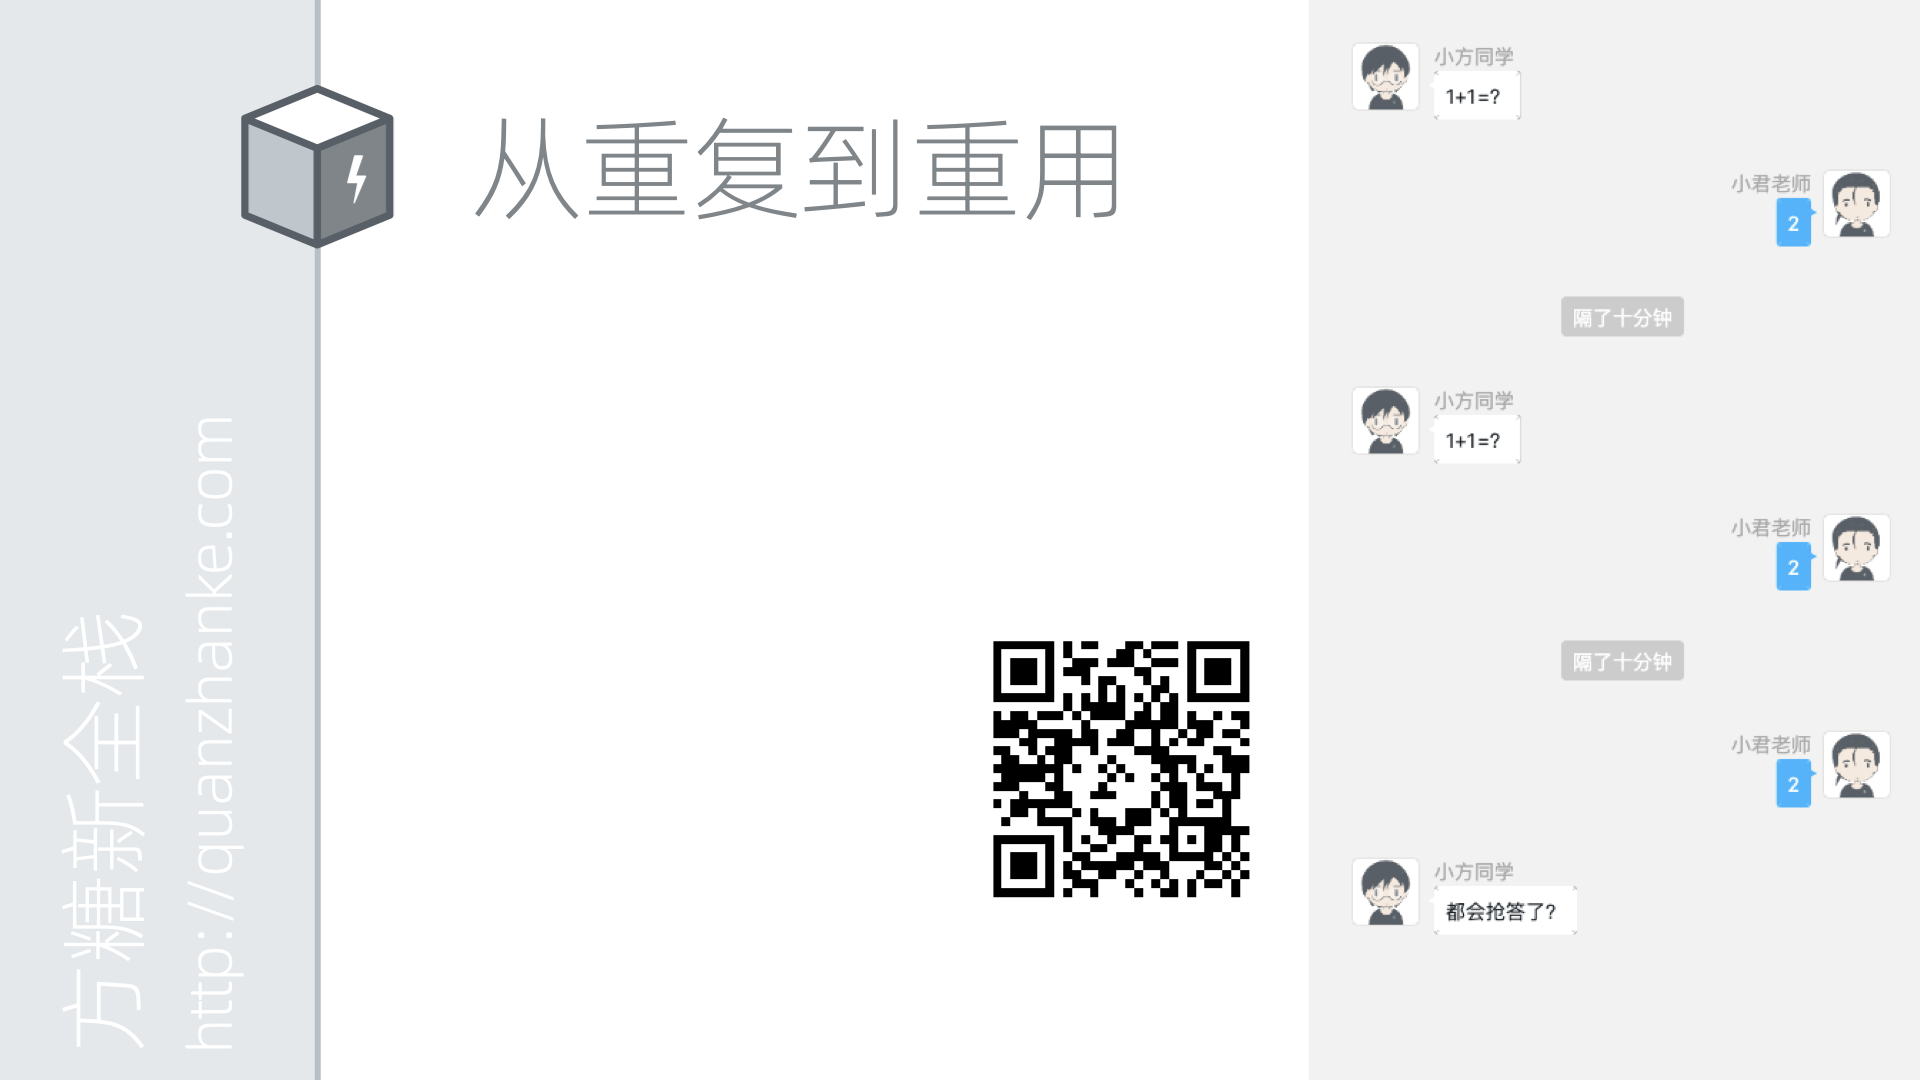 方糖新全栈
http://quanzhanke.com
从重复到重用
小方同学
1+1=?
小君老师
2
隔了十分钟
小方同学
1+1=?
小君老师
2
隔了十分钟
小君老师
2
小方同学
都会抢答了?